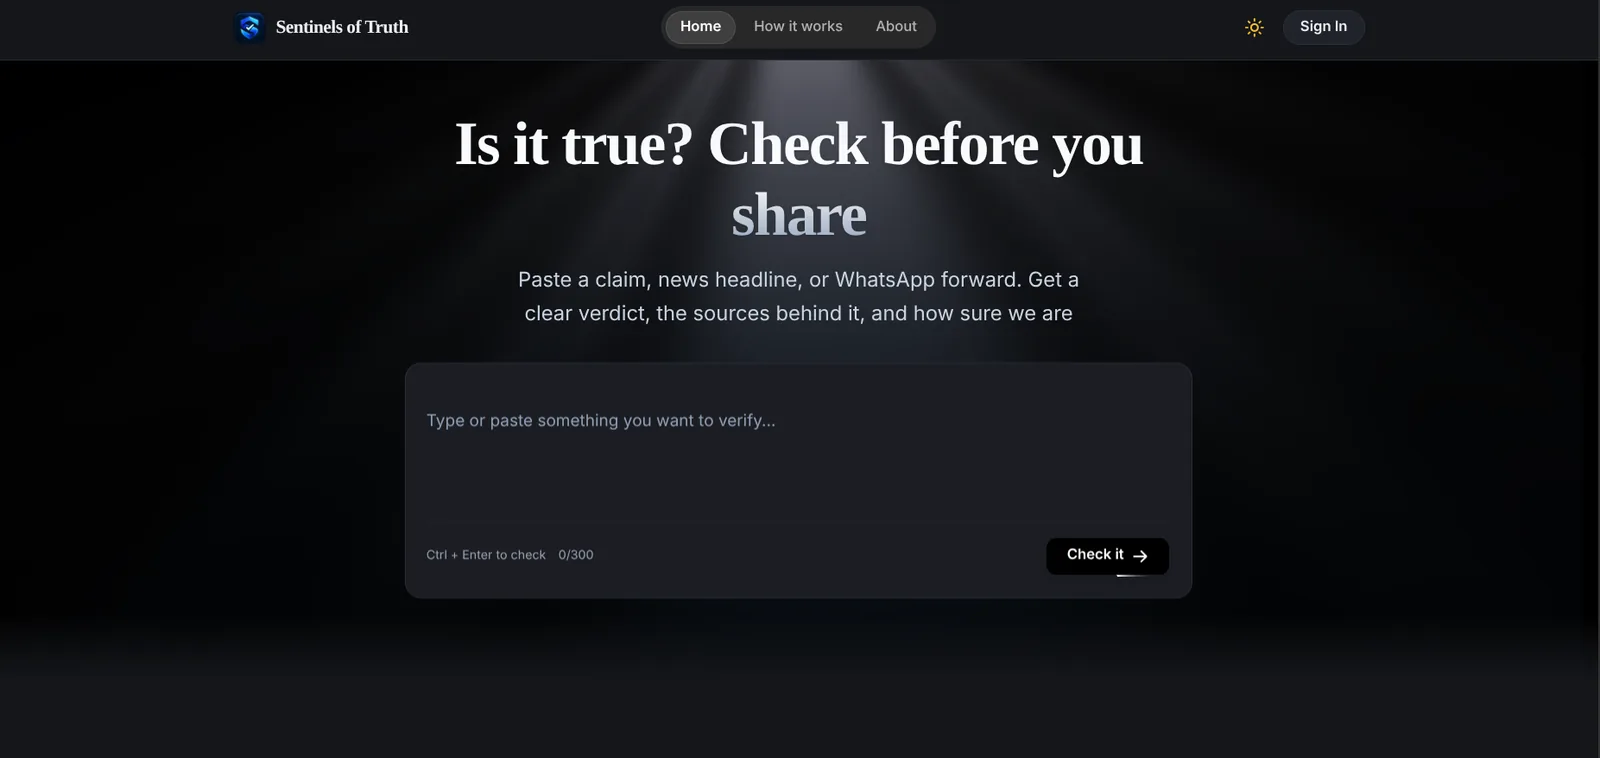 Sentinels of Truth
Home
How it works
About
Sign In
Is it true? Check before you
share
Paste a claim, news headline, or WhatsApp forward. Get a
clear verdict, the sources behind it, and how sure we are
Type or paste something you want to verify...
Ctrl + Enter to check 0/300
Check it →